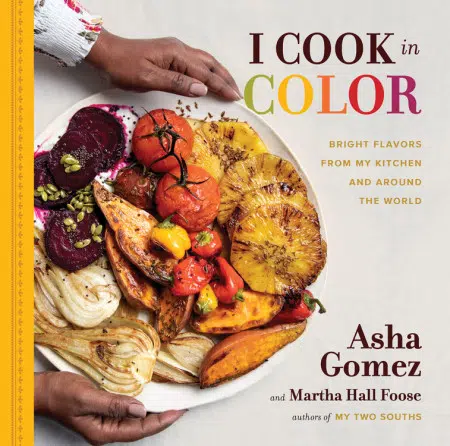 I COOK in
COLOR
BRIGHT FLAVORS
FROM MY KITCHEN
AND AROUND
THE WORLD
Asha
Gomez
and Martha Hall Foose
authors of MY TWO SOUTHS